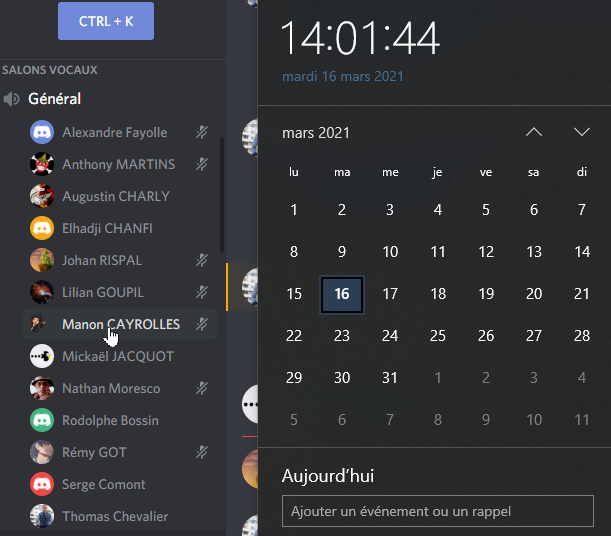 CTRL + K
SALONS VOCAUX
Général
Alexandre Fayolle
Anthony MARTINS
Augustin CHARLY
Elhadji CHANFI
Johan RISPAL
Lilian GOUPIL
Manon CAYROLLES
Mickaël JACQUOT
Nathan Moresco
Rodolphe Bossin
Rémy GOT
Serge Comont
Thomas Chevalier
14:01:44
mardi 16 mars 2021
mars 2021
lu ma me je ve sa di
1 2 3 4 5 6 7
8 9 10 11 12 13 14
15 16 17 18 19 20 21
22 23 24 25 26 27 28
29 30 31 1 2 3 4
5 6 7 8 9 10 11
Aujourd'hui
Ajouter un événement ou un rappel